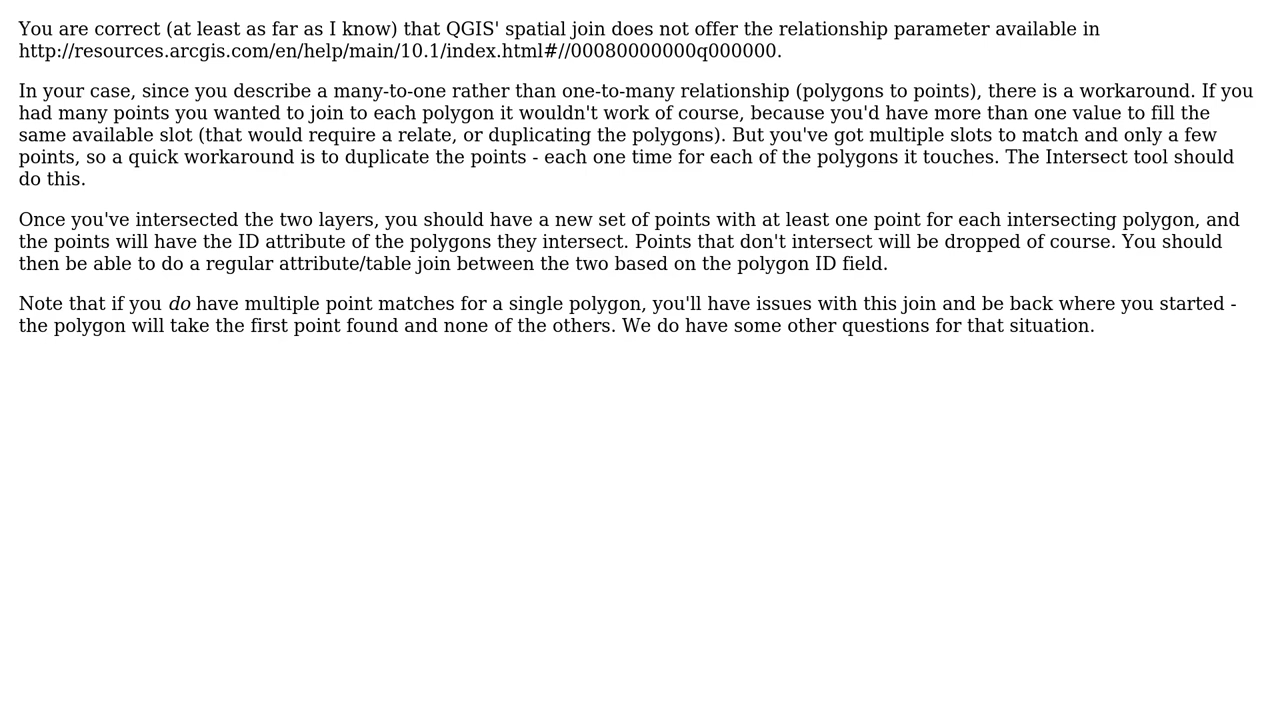 You are correct (at least as far as I know) that QGIS' spatial join does not offer the relationship parameter available in
http://resources.arcgis.com/en/help/main/10.1/index.html#//00080000000q000000.
In your case, since you describe a many-to-one rather than one-to-many relationship (polygons to points), there is a workaround. If you
had many points you wanted to join to each polygon it wouldn't work of course, because you'd have more than one value to fill the
same available slot (that would require a relate, or duplicating the polygons). But you've got multiple slots to match and only a few
points, so a quick workaround is to duplicate the points - each one time for each of the polygons it touches. The Intersect tool should
do this.
Once you've intersected the two layers, you should have a new set of points with at least one point for each intersecting polygon, and
the points will have the ID attribute of the polygons they intersect. Points that don't intersect will be dropped of course. You should
then be able to do a regular attribute/table join between the two based on the polygon ID field.
Note that if you do have multiple point matches for a single polygon, you'll have issues with this join and be back where you started -
the polygon will take the first point found and none of the others. We do have some other questions for that situation.